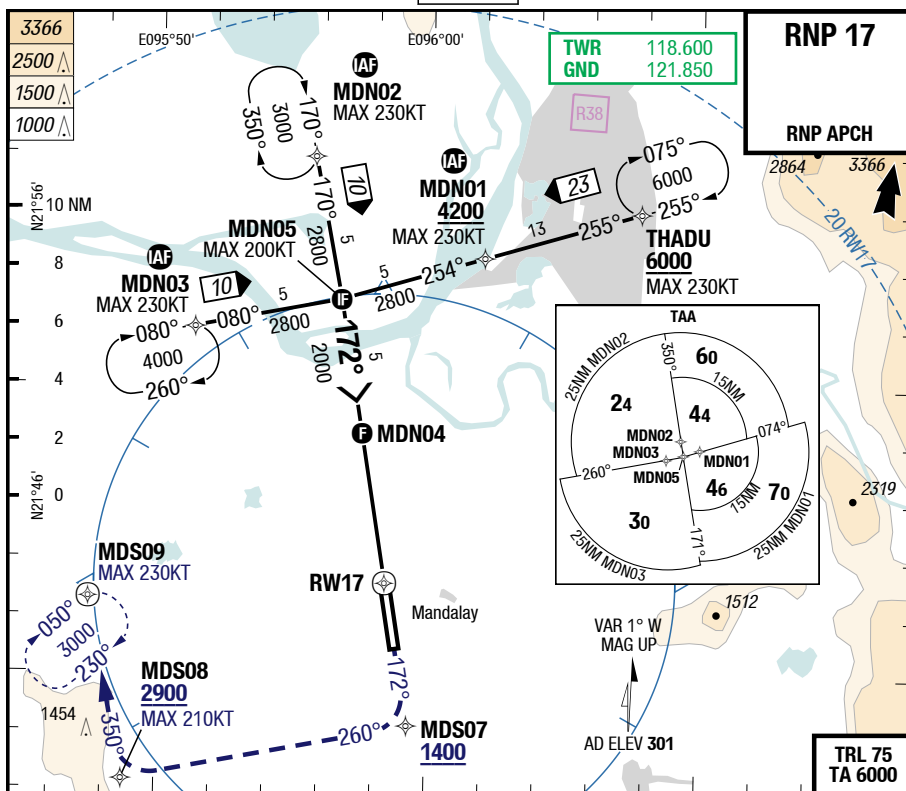 3366
2500
1500
1000
E095°50'
E096°00'
TWR 118.600
GND 121.850
RNP 17
RNP APCH
R38
IAF
MDN02
MAX 230KT
170°
3000
350°
170°
10
5
2800
IAF
MDN01
4200
MAX 230KT
23
075°
6000
255°
13
255°
THADU
6000
MAX 230KT
2864
3366
20 RW17
N21°56'
10 NM
8
6
4
2
0
N21°46'
MDN05
MAX 200KT
IAF
MDN03
MAX 230KT
10
5
2800
080°
080°
4000
260°
IF
5
254°
2800
172°
5
2000
F
MDN04
TAA
25NM MDN02
350°
60
15NM
24
44
MDN02
074°
MDN03
MDN01
260°
MDN05
46
70
15NM
30
171°
25NM MDN03
25NM MDN01
2319
1512
MDS09
MAX 230KT
050°
3000
230°
RW17
Mandalay
VAR 1° W
MAG UP
AD ELEV 301
MDS08
2900
MAX 210KT
1454
350°
260°
172°
MDS07
1400
TRL 75
TA 6000